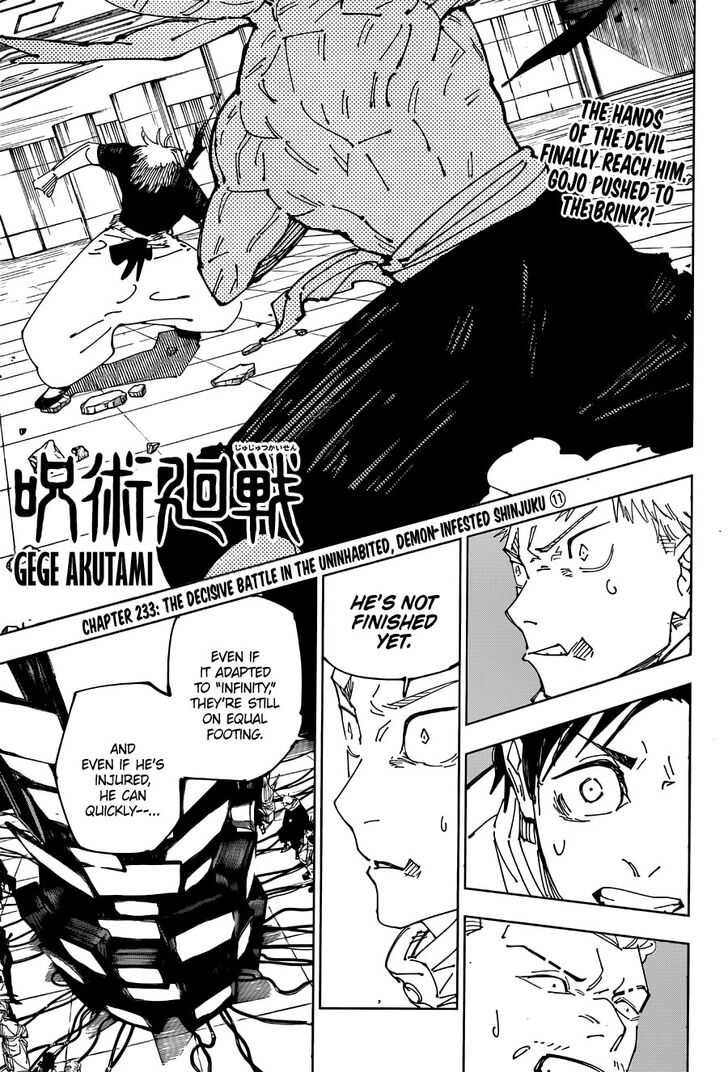 THE HANDS
OF THE DEVIL
FINALLY REACH HIM.
GOJO PUSHED TO
THE BRINK?!
じゅじゅつかいせん
呪術廻戦
GEGE AKUTAMI
CHAPTER 233: THE DECISIVE BATTLE IN THE UNINHABITED, DEMON-INFESTED SHINJUKU ⑪
HE'S NOT
FINISHED
YET.
EVEN IF
IT ADAPTED
TO "INFINITY,"
THEY'RE STILL
ON EQUAL
FOOTING.
AND
EVEN IF HE'S
INJURED,
HE CAN
QUICKLY--...